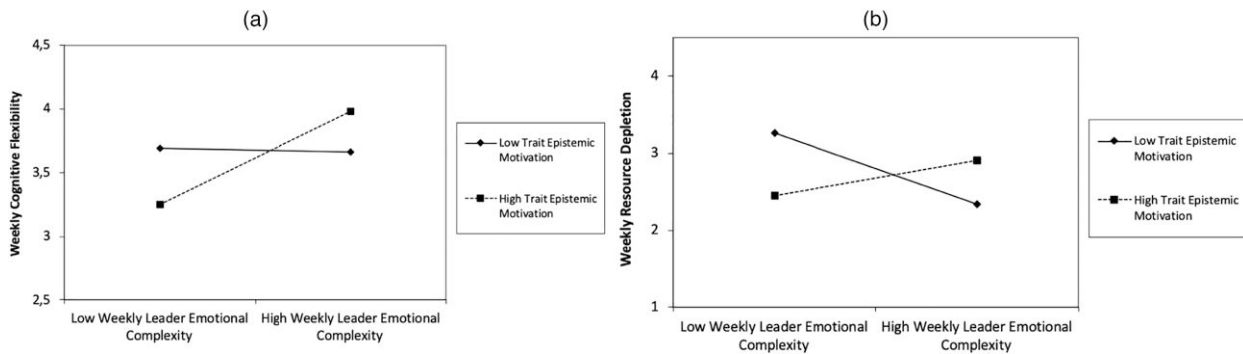 (a)
4,5
4
3,5
3
2,5
Weekly Cognitive Flexibility
Low Weekly Leader Emotional
Complexity
High Weekly Leader Emotional
Complexity
Low Trait Epistemic
Motivation
High Trait Epistemic
Motivation
(b)
4
3
2
1
Weekly Resource Depletion
Low Weekly Leader Emotional
Complexity
High Weekly Leader Emotional
Complexity
Low Trait Epistemic
Motivation
High Trait Epistemic
Motivation